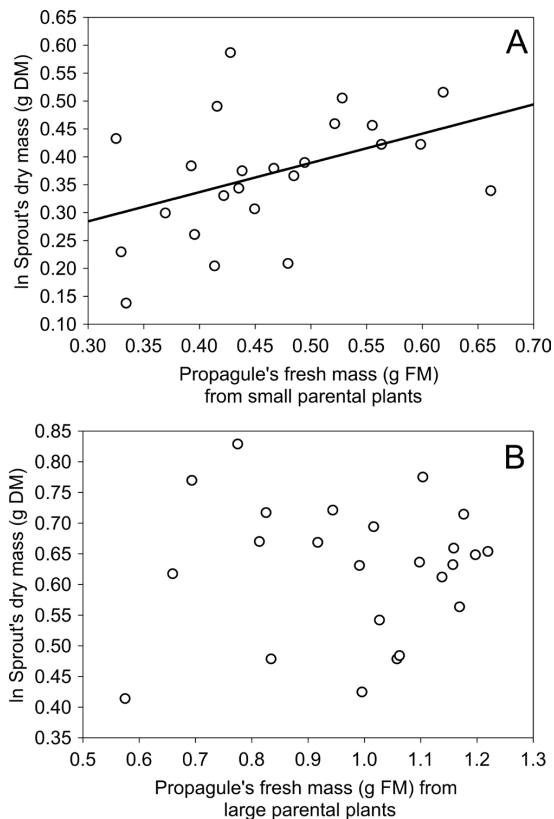 A
ln Sprout's dry mass (g DM)
0.65
0.60
0.55
0.50
0.45
0.40
0.35
0.30
0.25
0.20
0.15
0.10
0.30 0.35 0.40 0.45 0.50 0.55 0.60 0.65 0.70
Propagule's fresh mass (g FM)
from small parental plants
B
ln Sprout's dry mass (g DM)
0.85
0.80
0.75
0.70
0.65
0.60
0.55
0.50
0.45
0.40
0.35
0.5 0.6 0.7 0.8 0.9 1.0 1.1 1.2 1.3
Propagule's fresh mass (g FM) from
large parental plants